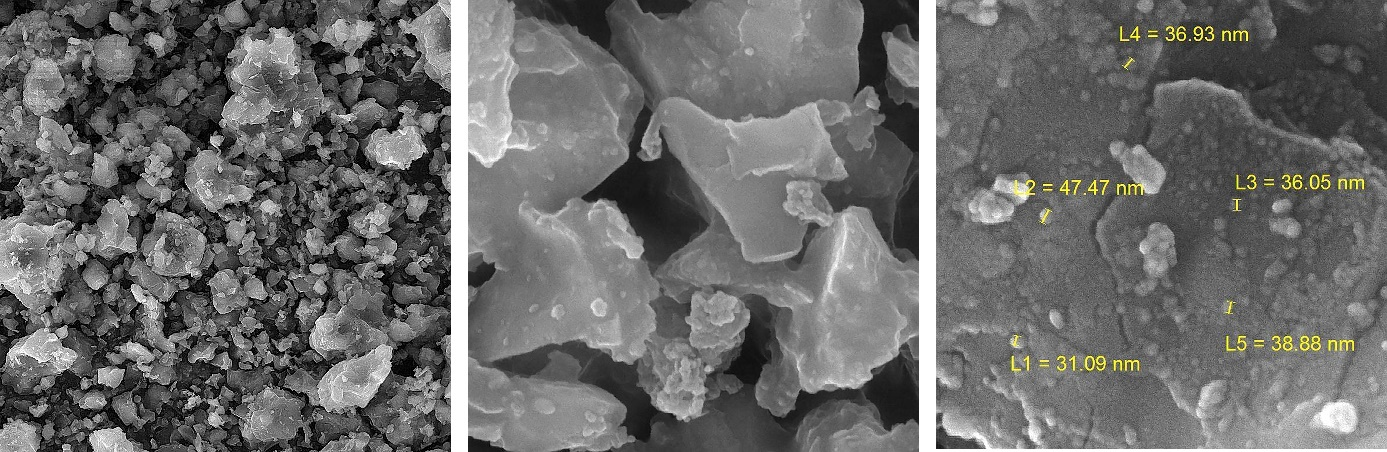 L4 = 36.93 nm
L2 = 47.47 nm
L3 = 36.05 nm
L5 = 38.88 nm
L1 = 31.09 nm